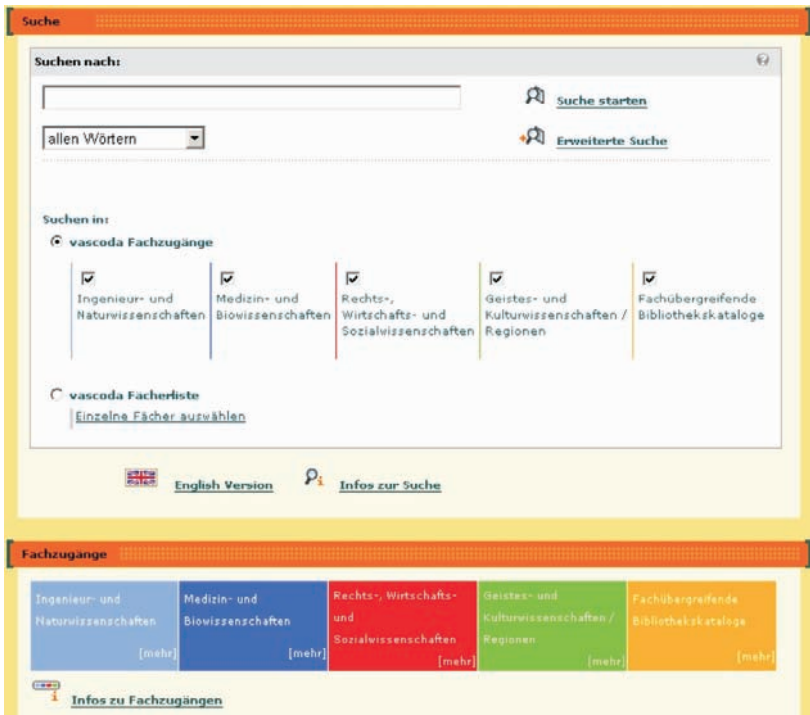 Suche
Suchen nach:
Suche starten
allen Wörtern
Erweiterte Suche
Suchen in:
vascoda Fachzugänge
Ingenieur- und
Naturwissenschaften
Medizin- und
Biowissenschaften
Rechts-,
Wirtschafts- und
Sozialwissenschaften
Geistes- und
Kulturwissenschaften /
Regionen
Fachübergreifende
Bibliothekskataloge
vascoda Fächerliste
Einzelne Fächer auswählen
English Version
Infos zur Suche
Fachzugänge
Ingenieur- und
Naturwissenschaften
[mehr]
Medizin- und
Biowissenschaften
[mehr]
Rechts-, Wirtschafts-
und
Sozialwissenschaften
[mehr]
Geistes- und
Kulturwissenschaften /
Regionen
[mehr]
Fachübergreifende
Bibliothekskataloge
[mehr]
Infos zu Fachzugängen